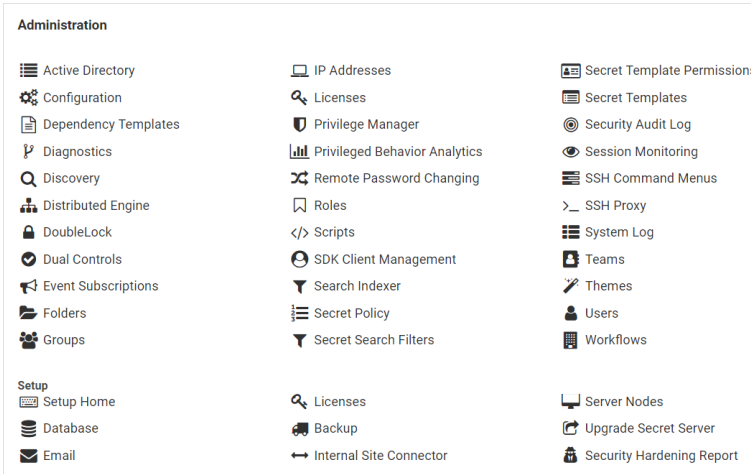 Administration
Active Directory
IP Addresses
Secret Template Permissions
Configuration
Licenses
Secret Templates
Dependency Templates
Privilege Manager
Security Audit Log
Diagnostics
Privileged Behavior Analytics
Session Monitoring
Discovery
Remote Password Changing
SSH Command Menus
Distributed Engine
Roles
SSH Proxy
DoubleLock
Scripts
System Log
Dual Controls
SDK Client Management
Teams
Event Subscriptions
Search Indexer
Themes
Folders
Secret Policy
Users
Groups
Secret Search Filters
Workflows
Setup
Setup Home
Licenses
Server Nodes
Database
Backup
Upgrade Secret Server
Email
Internal Site Connector
Security Hardening Report